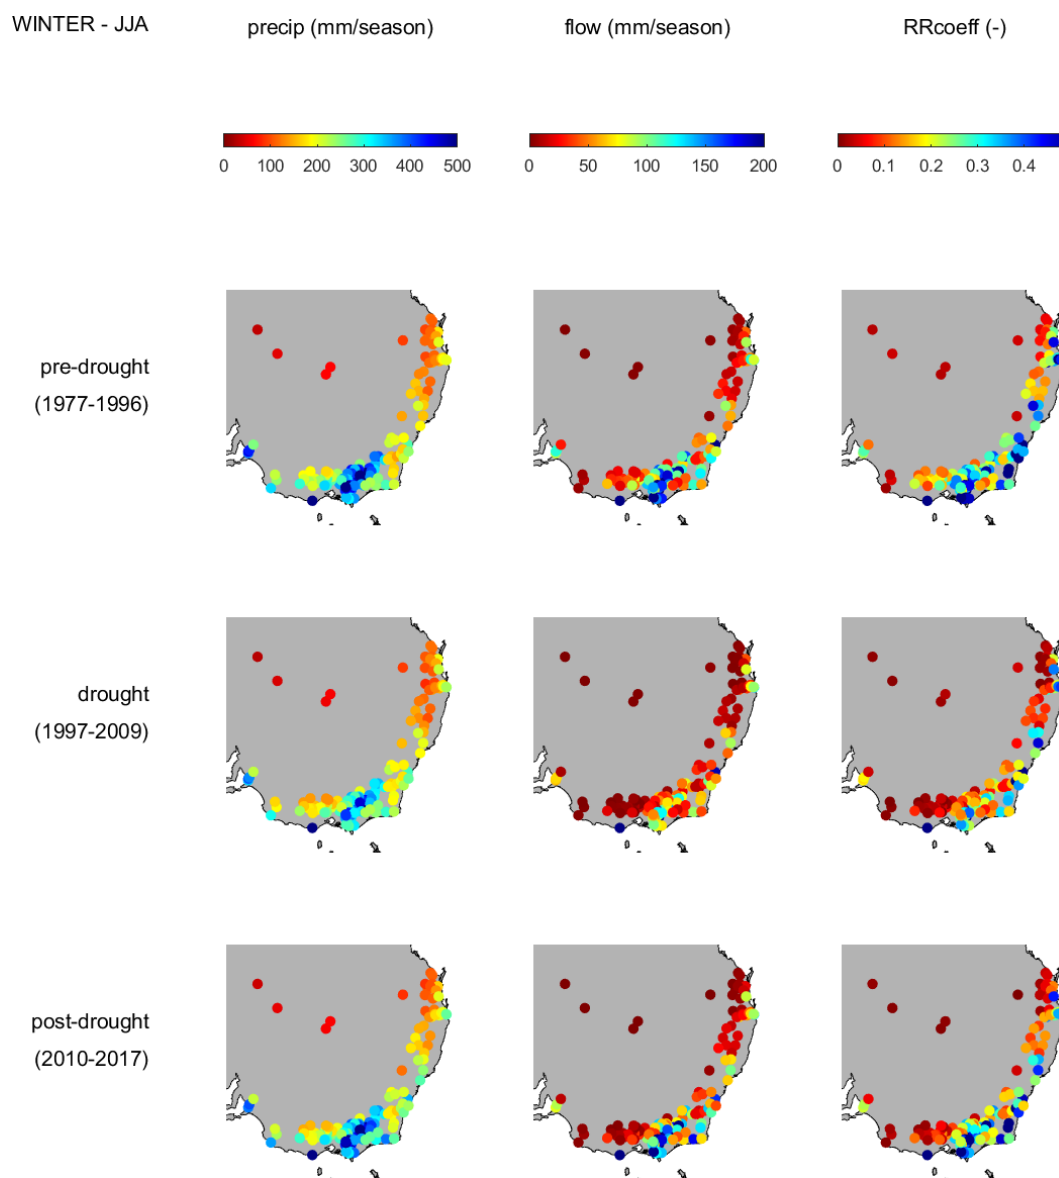 WINTER - JJA precip (mm/season) flow (mm/season) RRcoeff (-)
0 100 200 300 400 500 0 50 100 150 200 0 0.1 0.2 0.3 0.4
pre-drought
(1977-1996)
drought
(1997-2009)
post-drought
(2010-2017)